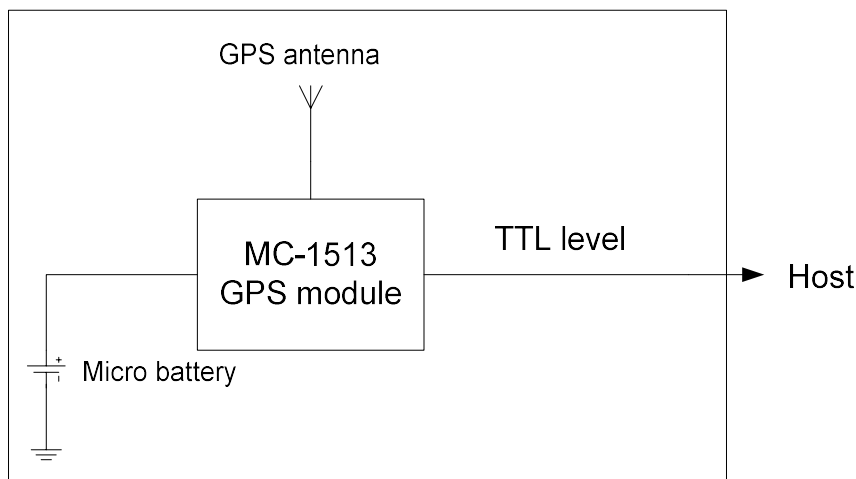 GPS antenna
MC-1513
GPS module
TTL level
Host
+
-
Micro battery